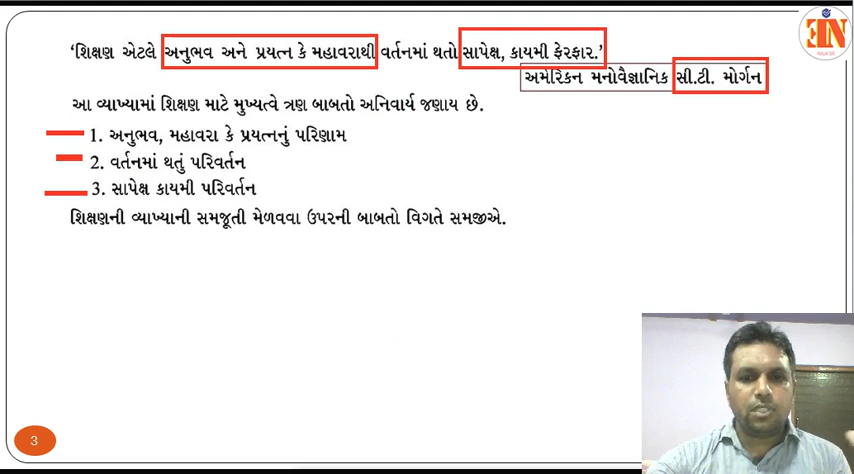 ‘શિક્ષણ એટલે અનુભવ અને પ્રયત્ન કે મહાવરાથી વર્તનમાં થતો સાપેક્ષ, કાયમી ફેરફાર.’
અમેરિકન મનોવૈજ્ઞાનિક સી.ટી. મોર્ગન
આ વ્યાખ્યામાં શિક્ષણ માટે મુખ્યત્વે ત્રણ બાબતો અનિવાર્ય જણાય છે.
1. અનુભવ, મહાવરા કે પ્રયત્નનું પરિણામ
2. વર્તનમાં થતું પરિવર્તન
3. સાપેક્ષ કાયમી પરિવર્તન
શિક્ષણની વ્યાખ્યાની સમજૂતી મેળવવા ઉપરની બાબતો વિગતે સમજીએ.
3